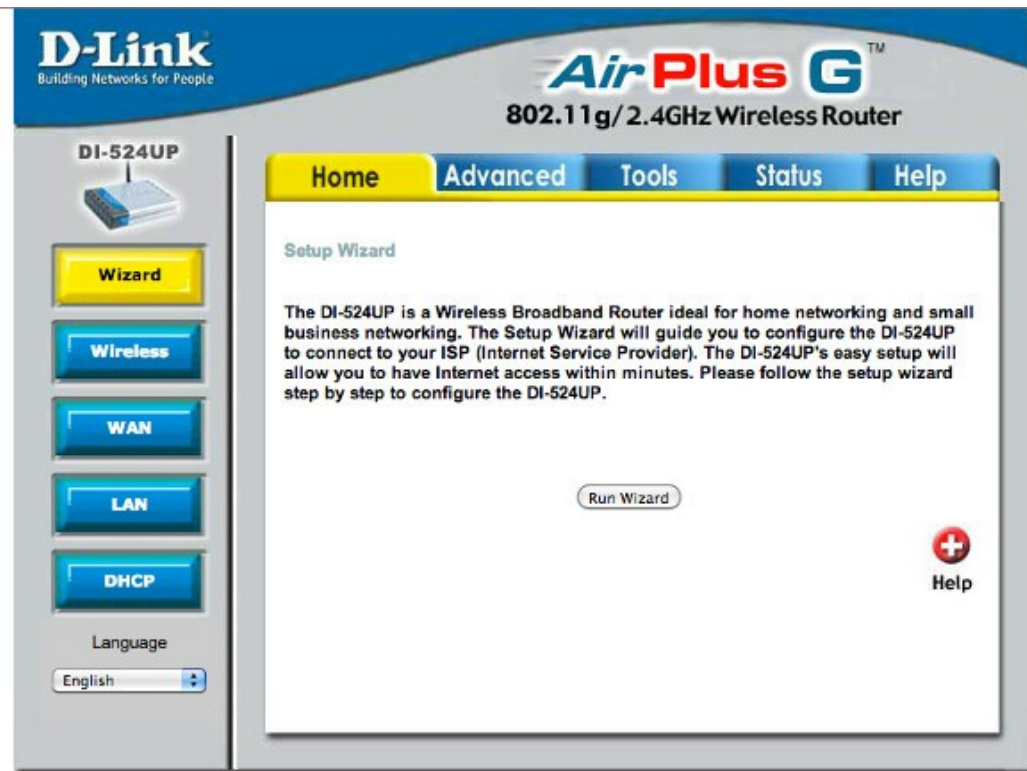 D-Link
Building Networks for People
Air Plus G™
802.11g/2.4GHz Wireless Router
DI-524UP
Home
Advanced
Tools
Status
Help
Wizard
Wireless
WAN
LAN
DHCP
Language
English
Setup Wizard
The DI-524UP is a Wireless Broadband Router ideal for home networking and small
business networking. The Setup Wizard will guide you to configure the DI-524UP
to connect to your ISP (Internet Service Provider). The DI-524UP's easy setup will
allow you to have Internet access within minutes. Please follow the setup wizard
step by step to configure the DI-524UP.
Run Wizard
Help